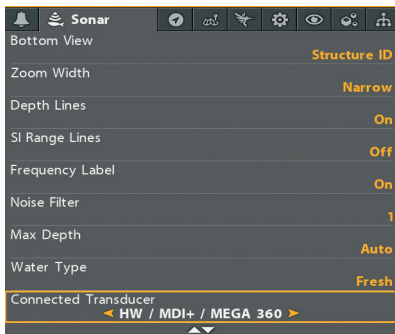 Sonar
Bottom View
Structure ID
Zoom Width
Narrow
Depth Lines
On
SI Range Lines
Off
Frequency Label
On
Noise Filter
1
Max Depth
Auto
Water Type
Fresh
Connected Transducer
HW / MDI+ / MEGA 360